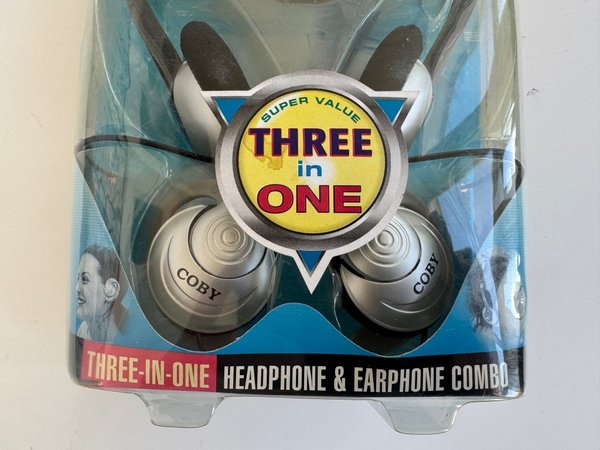 SUPER VALUE
THREE
in
ONE
COBY
COBY
THREE-IN-ONE HEADPHONE & EARPHONE COMBO